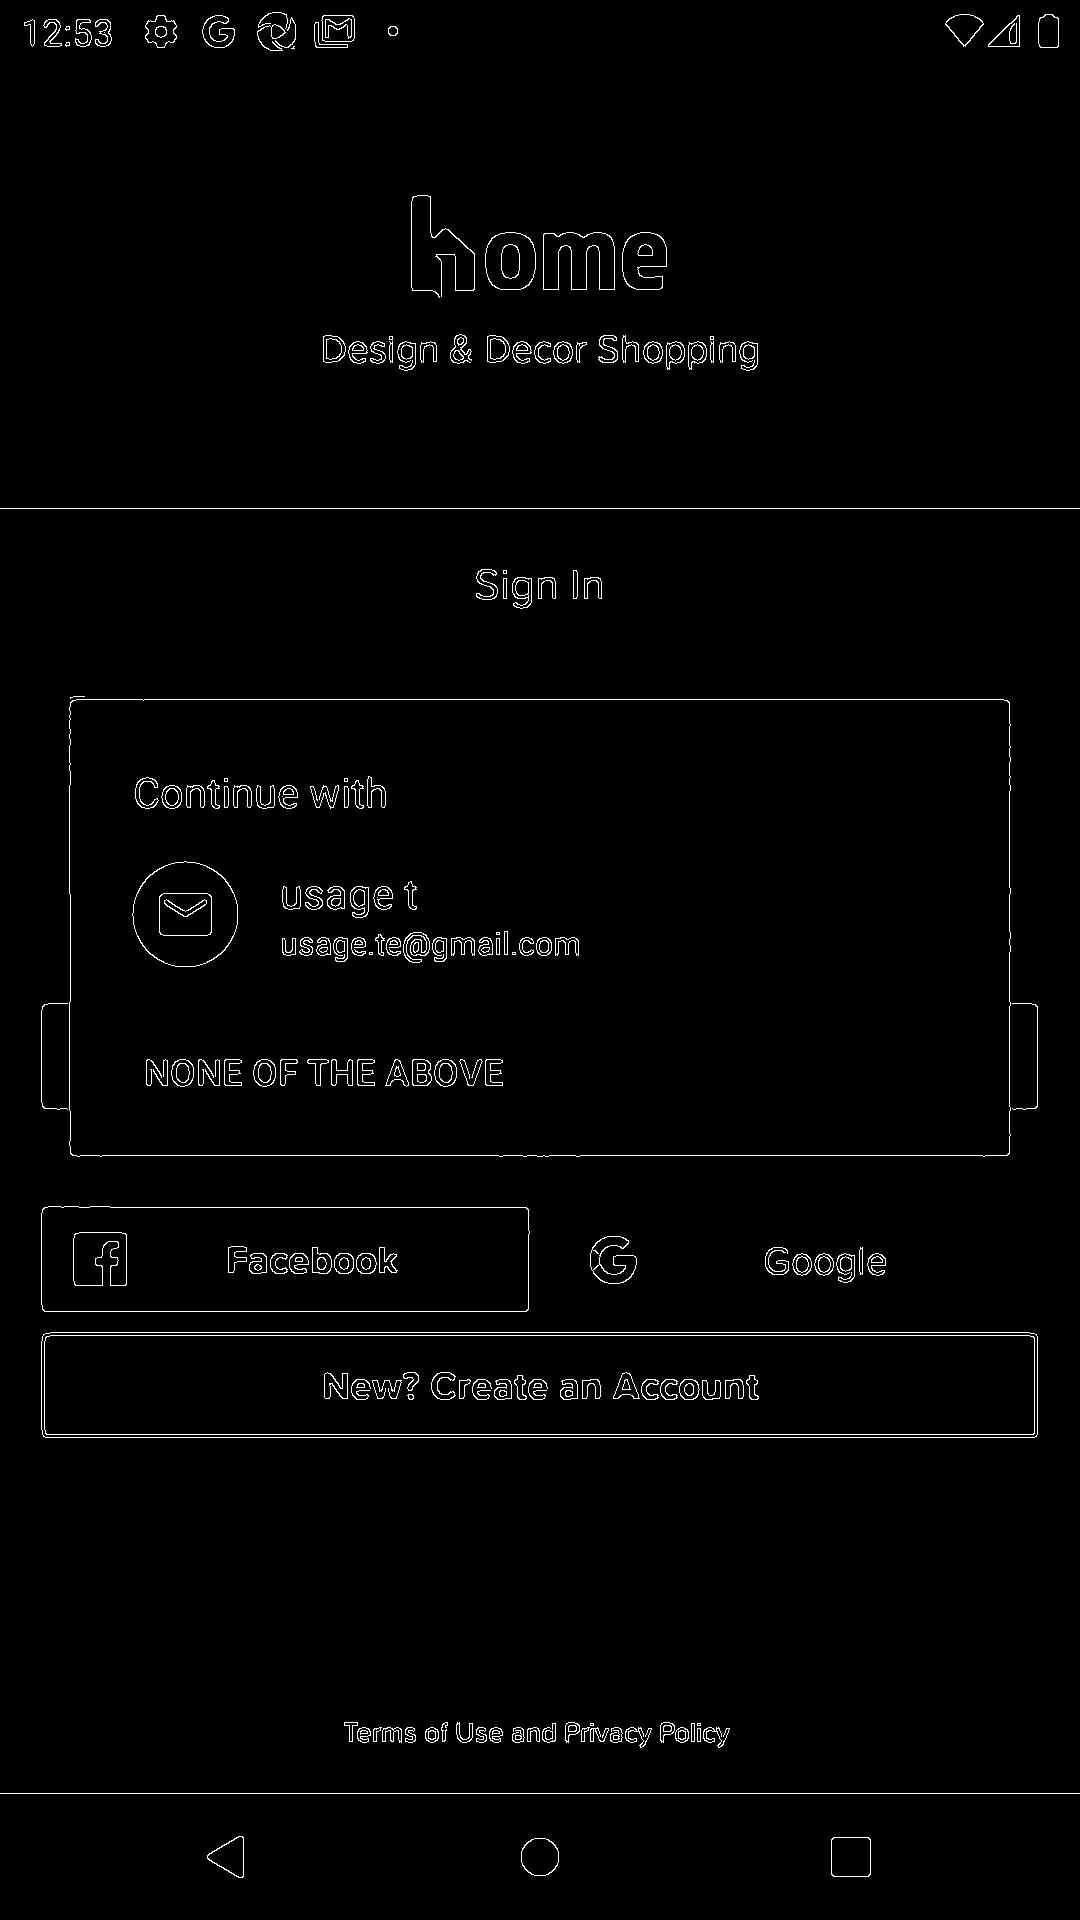 12:53
home
Design & Decor Shopping
Sign In
Continue with
usage t
usage.te@gmail.com
NONE OF THE ABOVE
Facebook
Google
New? Create an Account
Terms of Use and Privacy Policy